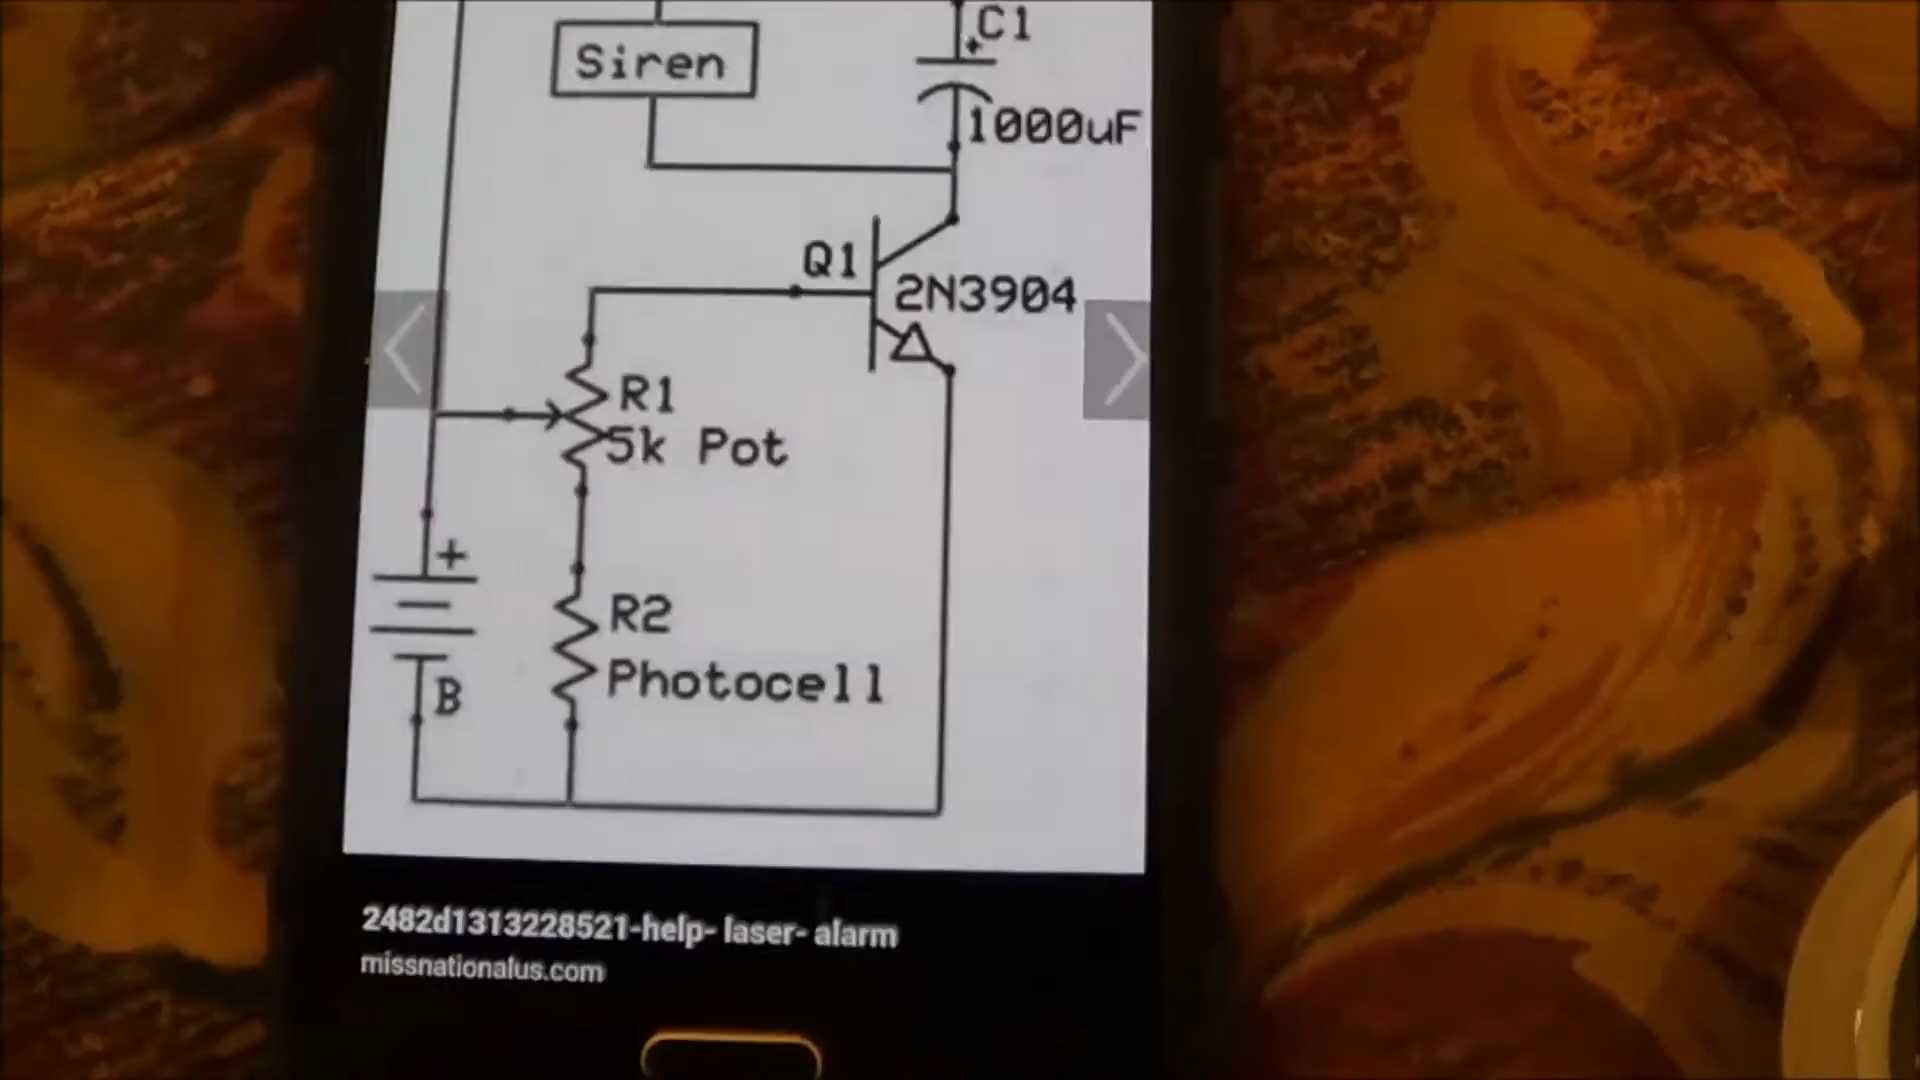 C1
+
Siren
1000uF
Q1
2N3904
R1
5k Pot
+
R2
Photocell
B
2482d1313228521-help- laser- alarm
missnationalus.com